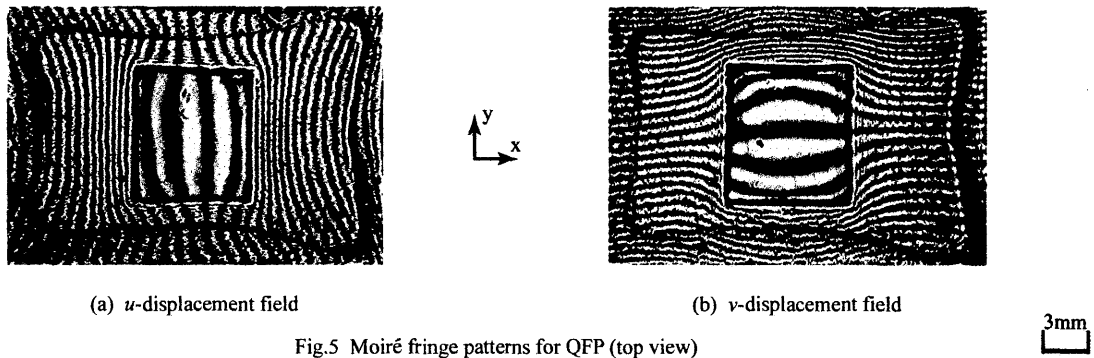 y
x
(a) u-displacement field
(b) v-displacement field
3mm
Fig.5 Moiré fringe patterns for QFP (top view)